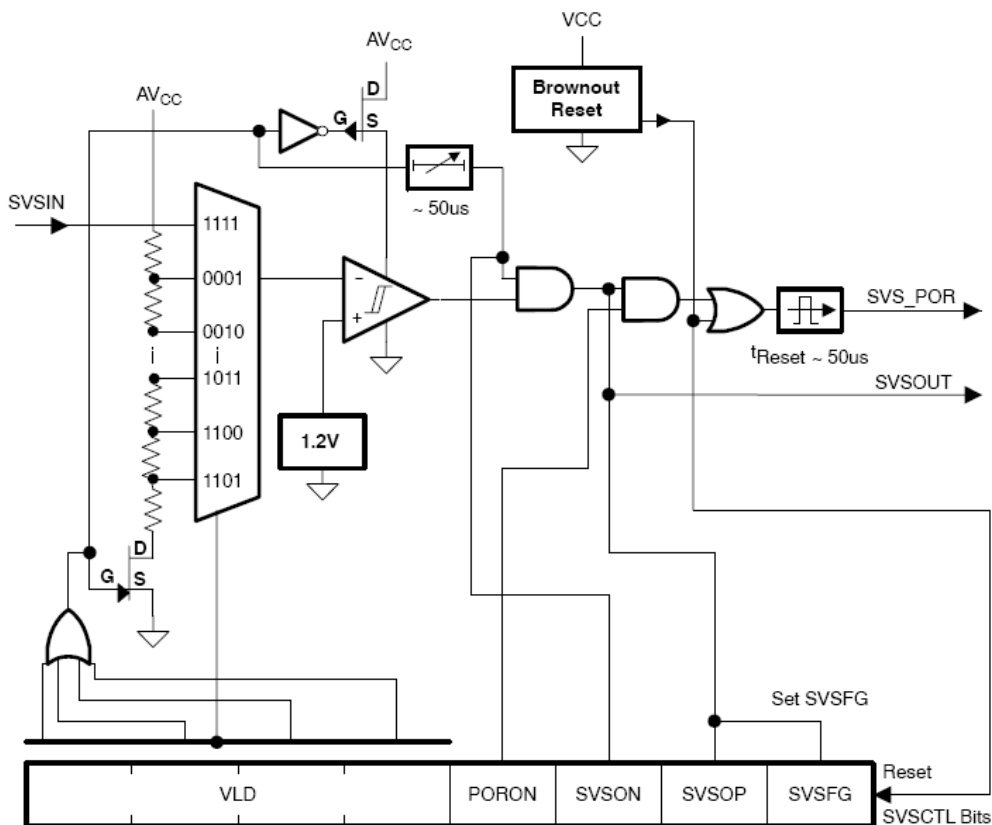 VCC
AVCC
AVCC
Brownout
Reset
D
G S
~ 50us
SVSIN
1111
0001
0010
i i
1011
1100
1101
−
+
1.2V
SVS_POR
tReset ~ 50us
SVSOUT
D
G S
Set SVSFG
VLD PORON SVSON SVSOP SVSFG
Reset
SVSCTL Bits